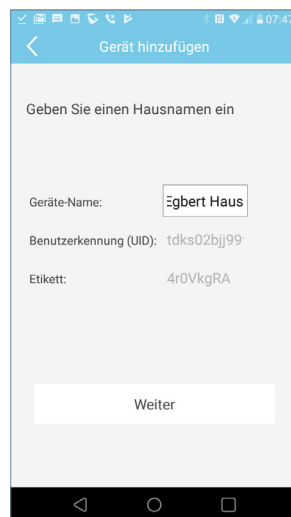 07:47
Gerät hinzufügen
Geben Sie einen Hausnamen ein
Geräte-Name: Egbert Haus
Benutzerkennung (UID): tdks02bjj99
Etikett: 4r0VkgRA
Weiter